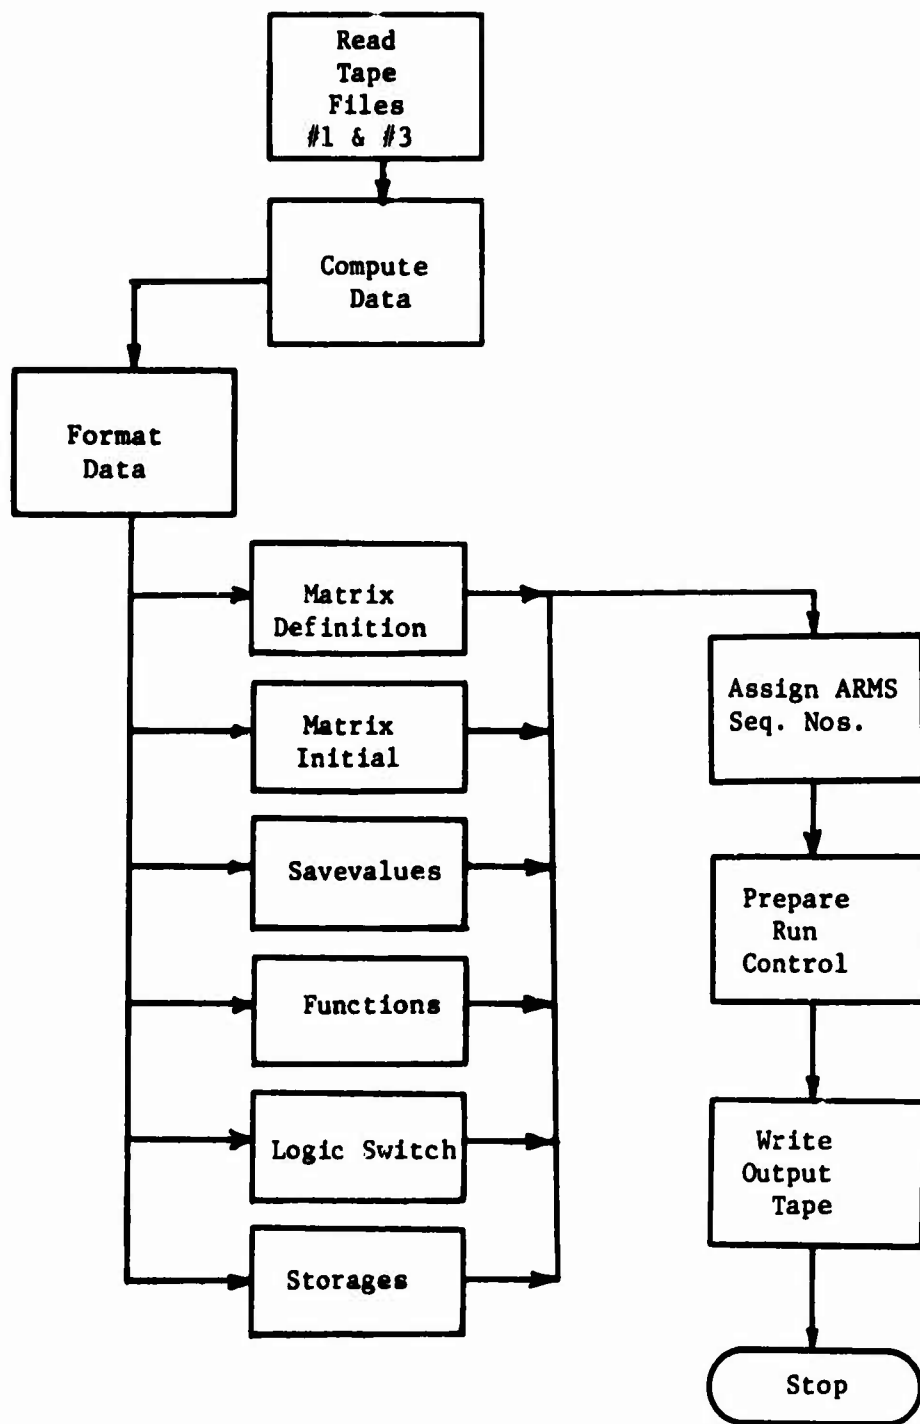 Read
Tape
Files
#1 & #3
Compute
Data
Format
Data
Matrix
Definition
Matrix
Initial
Savevalues
Functions
Logic Switch
Storages
Assign ARMS
Seq. Nos.
Prepare
Run
Control
Write
Output
Tape
Stop